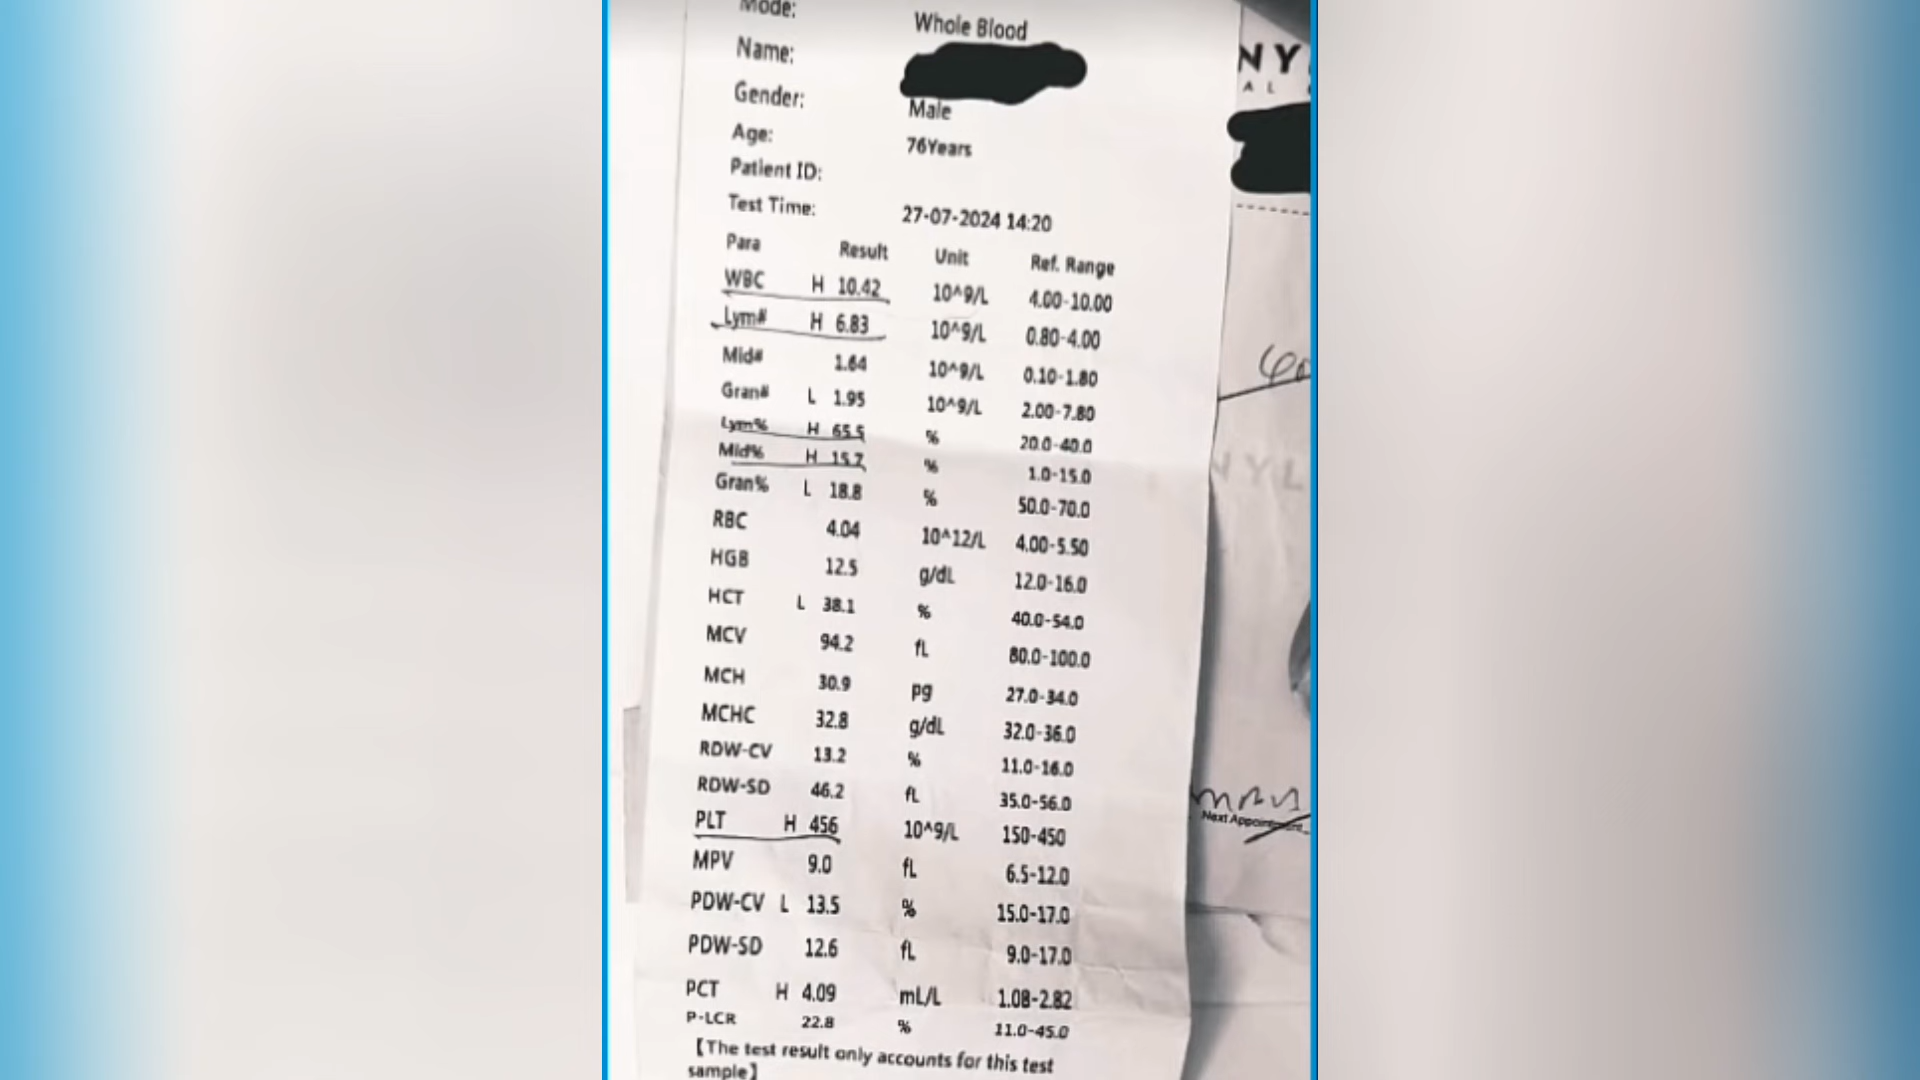 Mode: Whole Blood
Name:
Gender: Male
Age: 76Years
Patient ID:
Test Time: 27-07-2024 14:20
Para Result Unit Ref. Range
WBC H 10.42 10^9/L 4.00-10.00
Lym# H 6.83 10^9/L 0.80-4.00
Mid# 1.64 10^9/L 0.10-1.80
Gran# L 1.95 10^9/L 2.00-7.80
Lym% H 65.5 % 20.0-40.0
Mid% H 15.7 % 1.0-15.0
Gran% L 18.8 % 50.0-70.0
RBC 4.04 10^12/L 4.00-5.50
HGB 12.5 g/dL 12.0-16.0
HCT L 38.1 % 40.0-54.0
MCV 94.2 fL 80.0-100.0
MCH 30.9 pg 27.0-34.0
MCHC 32.8 g/dL 32.0-36.0
RDW-CV 13.2 % 11.0-16.0
RDW-SD 46.2 fL 35.0-56.0
PLT H 456 10^9/L 150-450
MPV 9.0 fL 6.5-12.0
PDW-CV L 13.5 % 15.0-17.0
PDW-SD 12.6 fL 9.0-17.0
PCT H 4.09 mL/L 1.08-2.82
P-LCR 22.8 % 11.0-45.0
【The test result only accounts for this test
sample】
NY
AL
NYL
Next Appointment